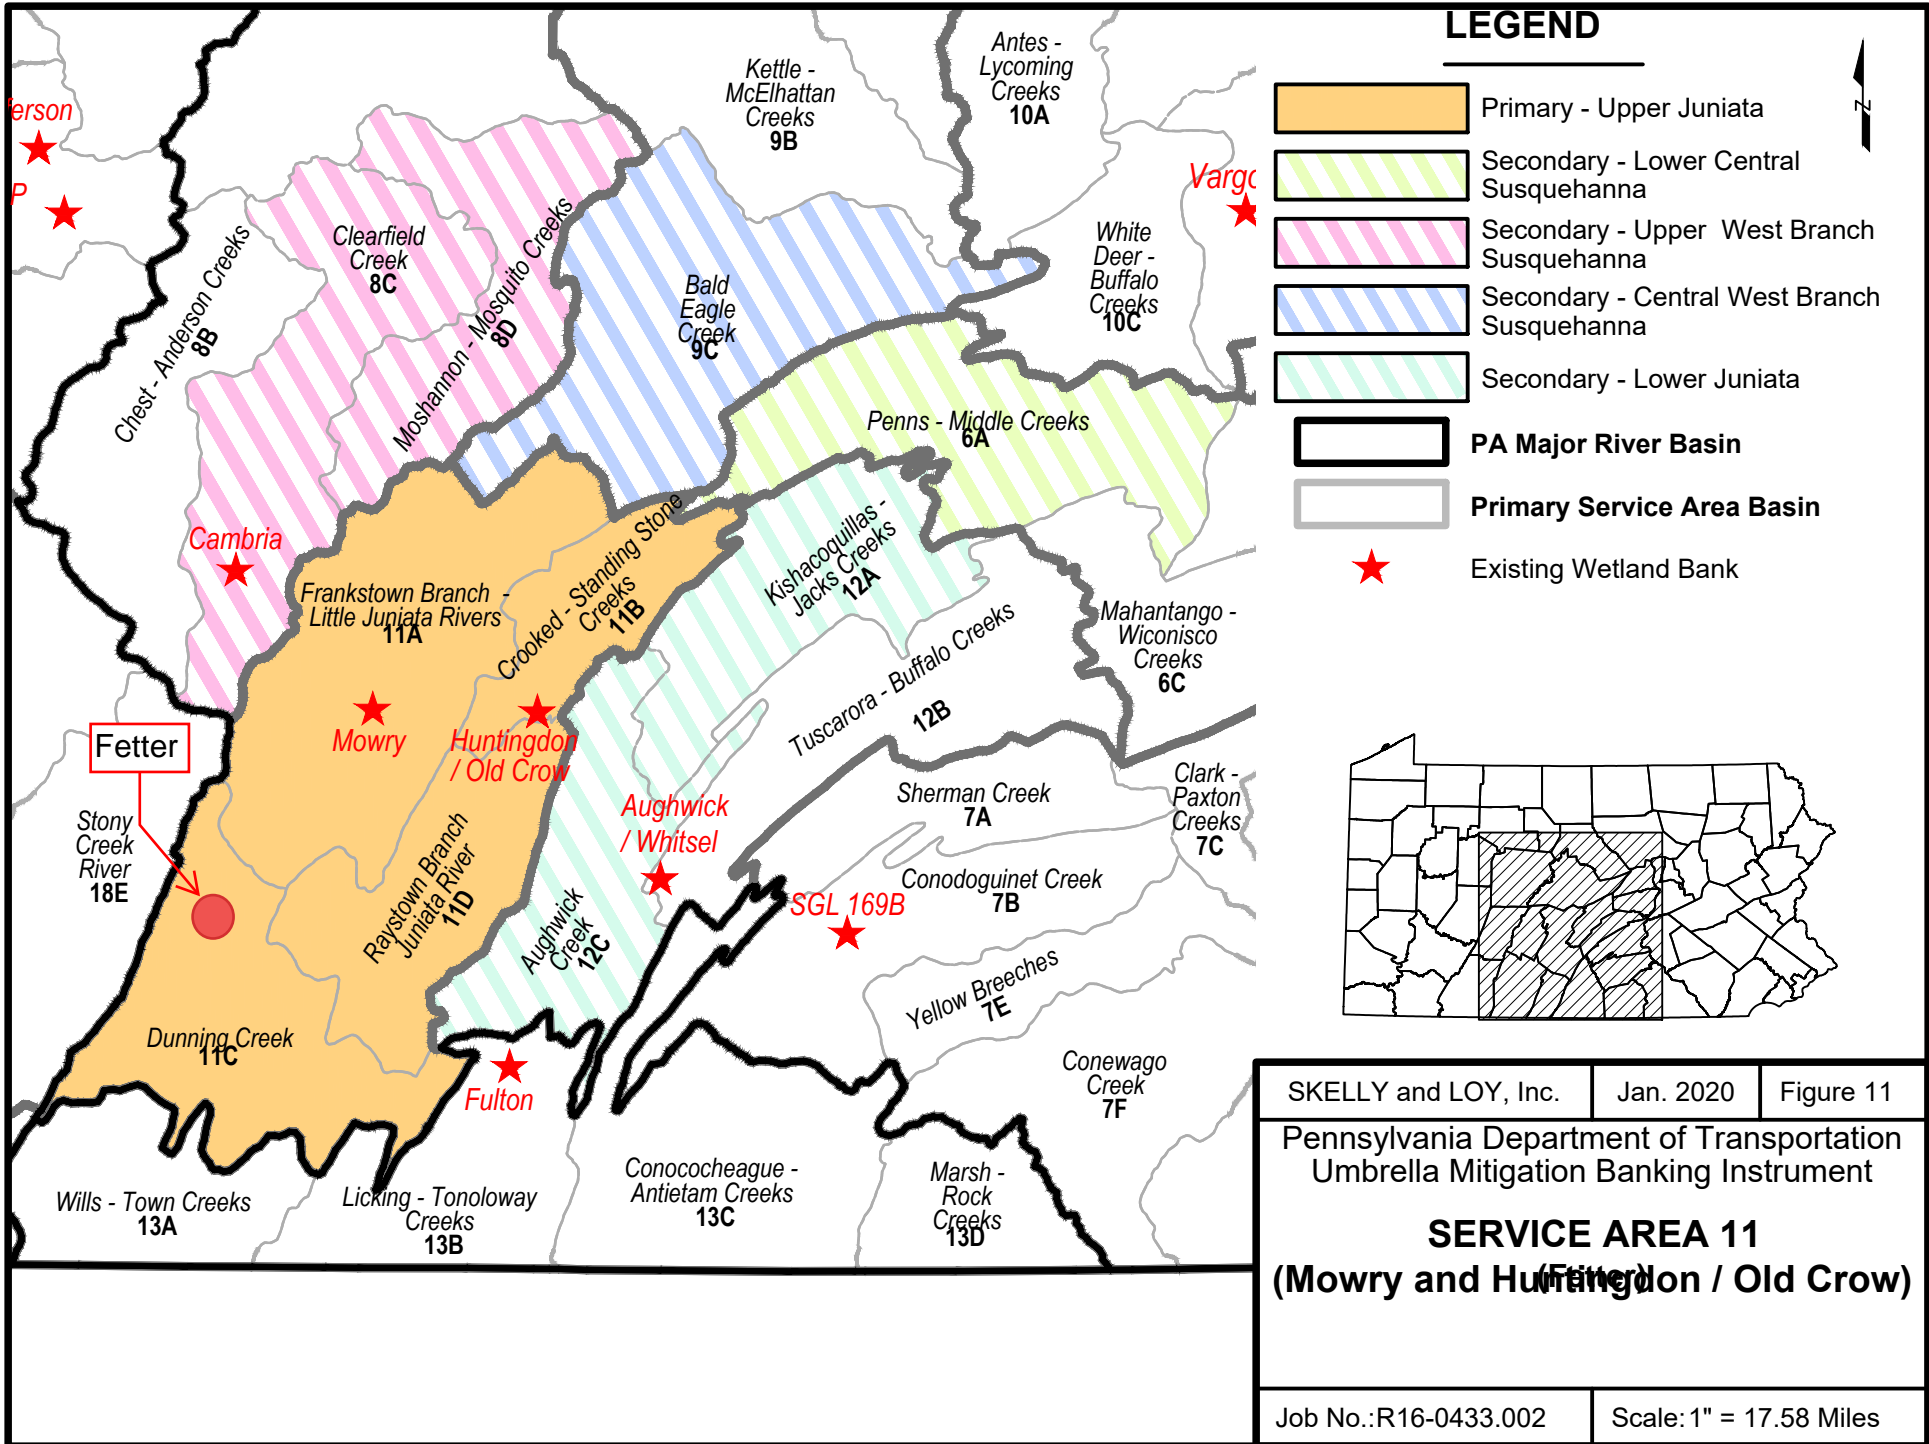 LEGEND
Primary - Upper Juniata
Secondary - Lower Central
Susquehanna
Secondary - Upper  West Branch
Susquehanna
Secondary - Central West Branch
Susquehanna
Secondary - Lower Juniata
PA Major River Basin
Primary Service Area Basin
Existing Wetland Bank
N
Kettle -
McElhattan
Creeks
9B
Antes -
Lycoming
Creeks
10A
erson
P
Vargo
White
Deer -
Buffalo
Creeks
10C
Clearfield
Creek
8C
Chest - Anderson Creeks
8B
Moshannon - Mosquito Creeks
8D
Bald
Eagle
Creek
9C
Penns - Middle Creeks
6A
Cambria
Frankstown Branch -
Little Juniata Rivers
11A
Crooked - Standing Stone
Creeks
11B
Kishacoquillas -
Jacks Creeks
12A
Mahantango -
Wiconisco
Creeks
6C
Tuscarora - Buffalo Creeks
12B
Fetter
Mowry
Huntingdon
/ Old Crow
Stony
Creek
River
18E
Aughwick
/ Whitsel
Sherman Creek
7A
Clark -
Paxton
Creeks
7C
Raystown Branch
Juniata River
11D
Conodoguinet Creek
7B
SGL 169B
Aughwick
Creek
12C
Yellow Breeches
7E
Dunning Creek
11C
Fulton
Conewago
Creek
7F
Wills - Town Creeks
13A
Licking - Tonoloway
Creeks
13B
Conococheague -
Antietam Creeks
13C
Marsh -
Rock
Creeks
13D
SKELLY and LOY, Inc.
Jan. 2020
Figure 11
Pennsylvania Department of Transportation
Umbrella Mitigation Banking Instrument
SERVICE AREA 11
(Mowry and Huntingdon / Old Crow)
(Fetter)
Job No.:R16-0433.002
Scale:1" = 17.58 Miles